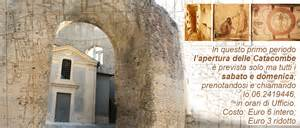 In questo primo periodo
l'apertura delle Catacombe
è prevista solo ma tutti i
sabato e domenica,
prenotandosi e chiamando
lo 06.2419446,
in orari di Ufficio.
Costo: Euro 6 intero,
Euro 3 ridotto